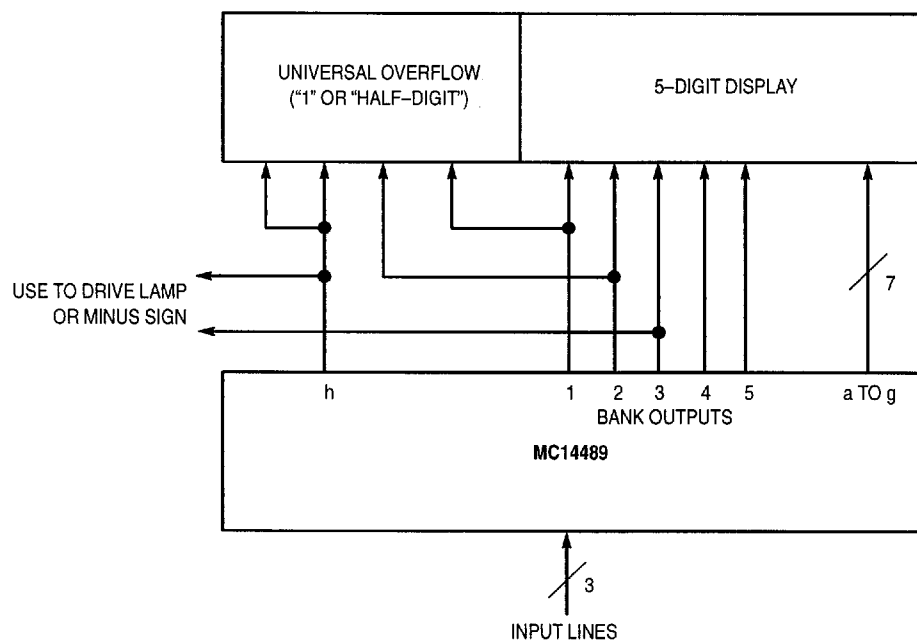 UNIVERSAL OVERFLOW
("1" OR "HALF–DIGIT")
5–DIGIT DISPLAY
7
USE TO DRIVE LAMP
OR MINUS SIGN
h
1
2
3
4
5
a TO g
BANK OUTPUTS
MC14489
3
INPUT LINES